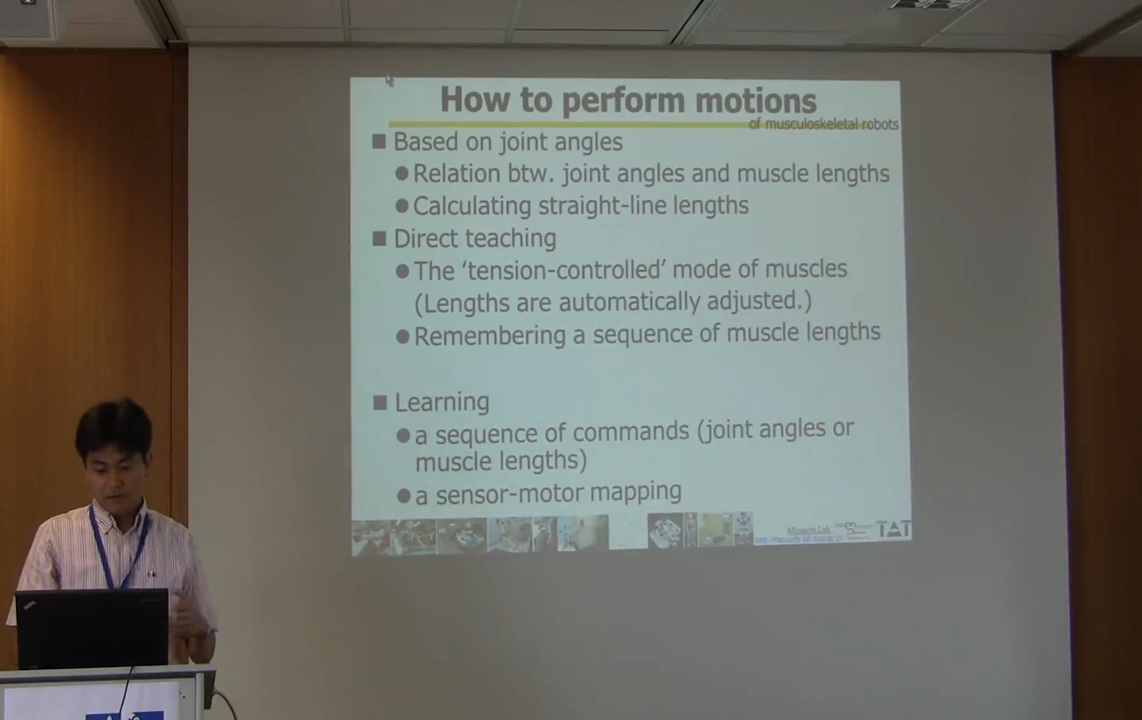 How to perform motions
of musculoskeletal robots
■ Based on joint angles
● Relation btw. joint angles and muscle lengths
● Calculating straight-line lengths
■ Direct teaching
● The ‘tension-controlled’ mode of muscles
(Lengths are automatically adjusted.)
● Remembering a sequence of muscle lengths
■ Learning
● a sequence of commands (joint angles or
muscle lengths)
● a sensor-motor mapping
Mizuuchi Lab.
TAT